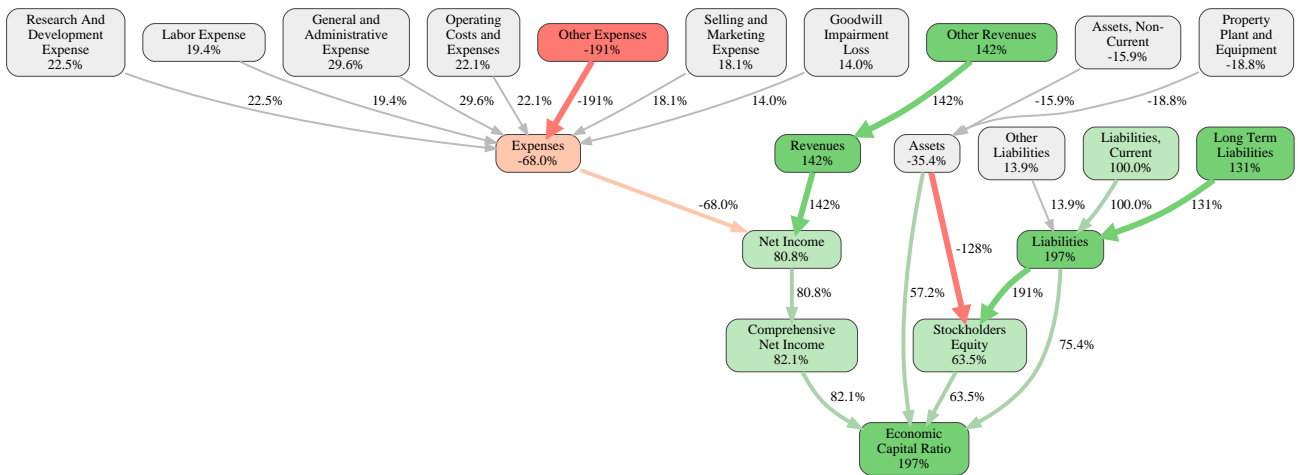 Research And
Development
Expense
22.5%
Labor Expense
19.4%
General and
Administrative
Expense
29.6%
Operating
Costs and
Expenses
22.1%
Other Expenses
-191%
Selling and
Marketing
Expense
18.1%
Goodwill
Impairment
Loss
14.0%
Other Revenues
142%
Assets, Non-
Current
-15.9%
Property
Plant and
Equipment
-18.8%
22.5%
19.4%
29.6%
22.1%
-191%
18.1%
14.0%
142%
-15.9%
-18.8%
Expenses
-68.0%
Revenues
142%
Assets
-35.4%
Other
Liabilities
13.9%
Liabilities,
Current
100.0%
Long Term
Liabilities
131%
-68.0%
142%
13.9%
100.0%
131%
Net Income
80.8%
-128%
Liabilities
197%
80.8%
57.2%
191%
Comprehensive
Net Income
82.1%
Stockholders
Equity
63.5%
75.4%
82.1%
63.5%
Economic
Capital Ratio
197%